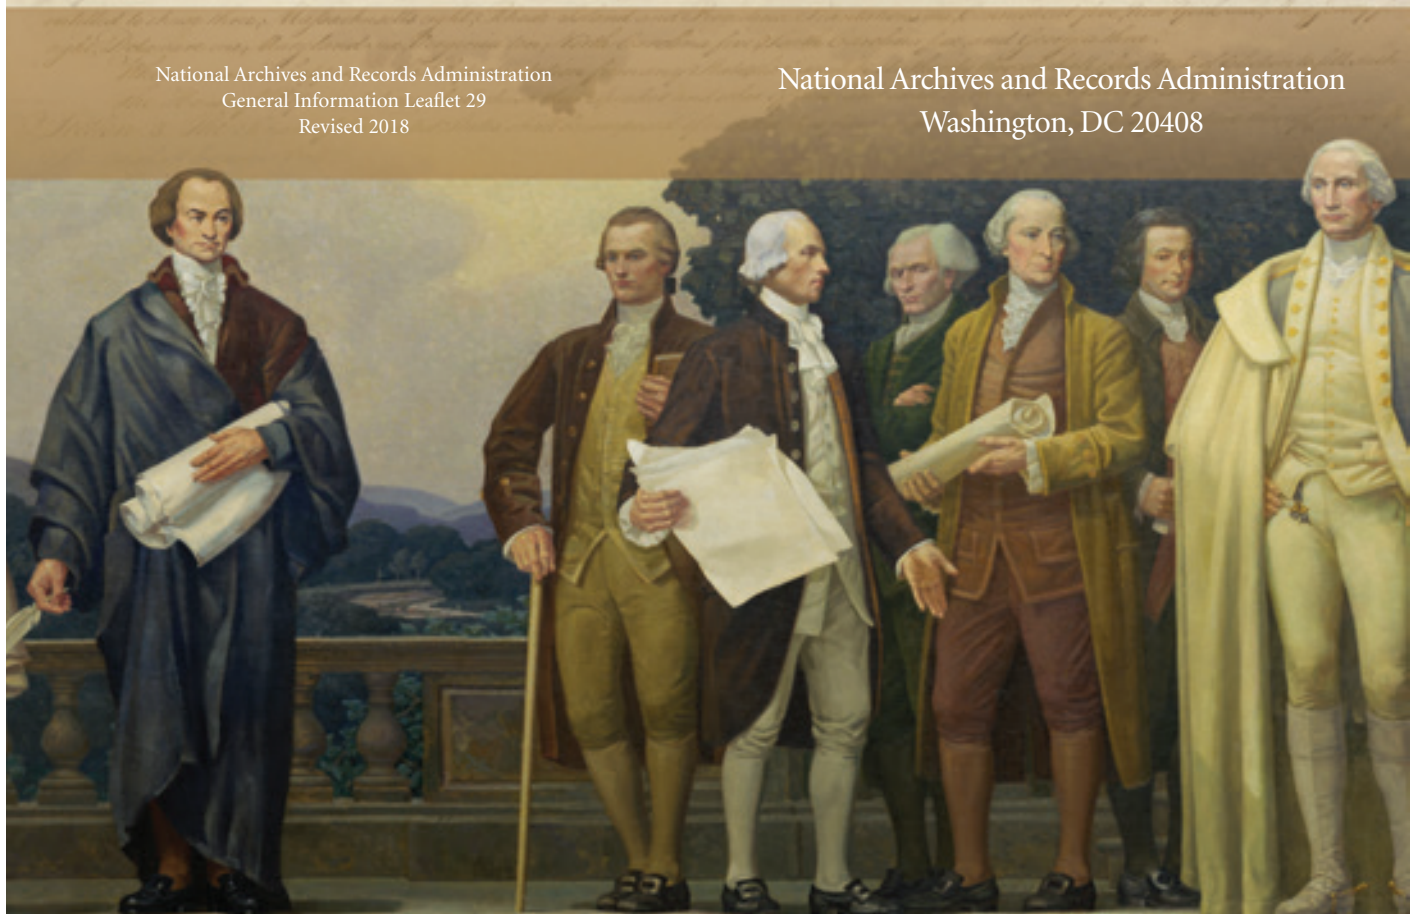 National Archives and Records Administration
General Information Leaflet 29
Revised 2018
National Archives and Records Administration
Washington, DC 20408